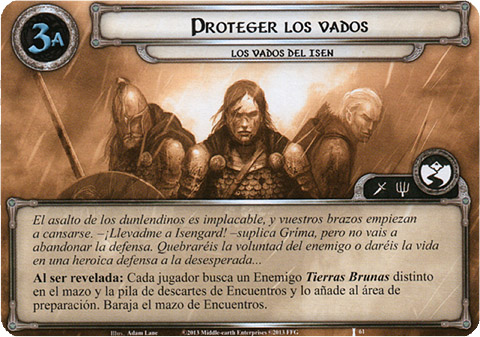 3A
PROTEGER LOS VADOS
LOS VADOS DEL ISEN
El asalto de los dunlendinos es implacable, y vuestros brazos empiezan
a cansarse. –¡Llevadme a Isengard! –suplica Gríma, pero no vais a
abandonar la defensa. Quebraréis la voluntad del enemigo o daréis la vida
en una heroica defensa a la desesperada...
Al ser revelada: Cada jugador busca un Enemigo Tierras Brunas distinto
en el mazo y la pila de descartes de Encuentros y lo añade al área de
preparación. Baraja el mazo de Encuentros.
Illus. Adam Lane ©2013 Middle-earth Enterprises ©2013 FFG 61